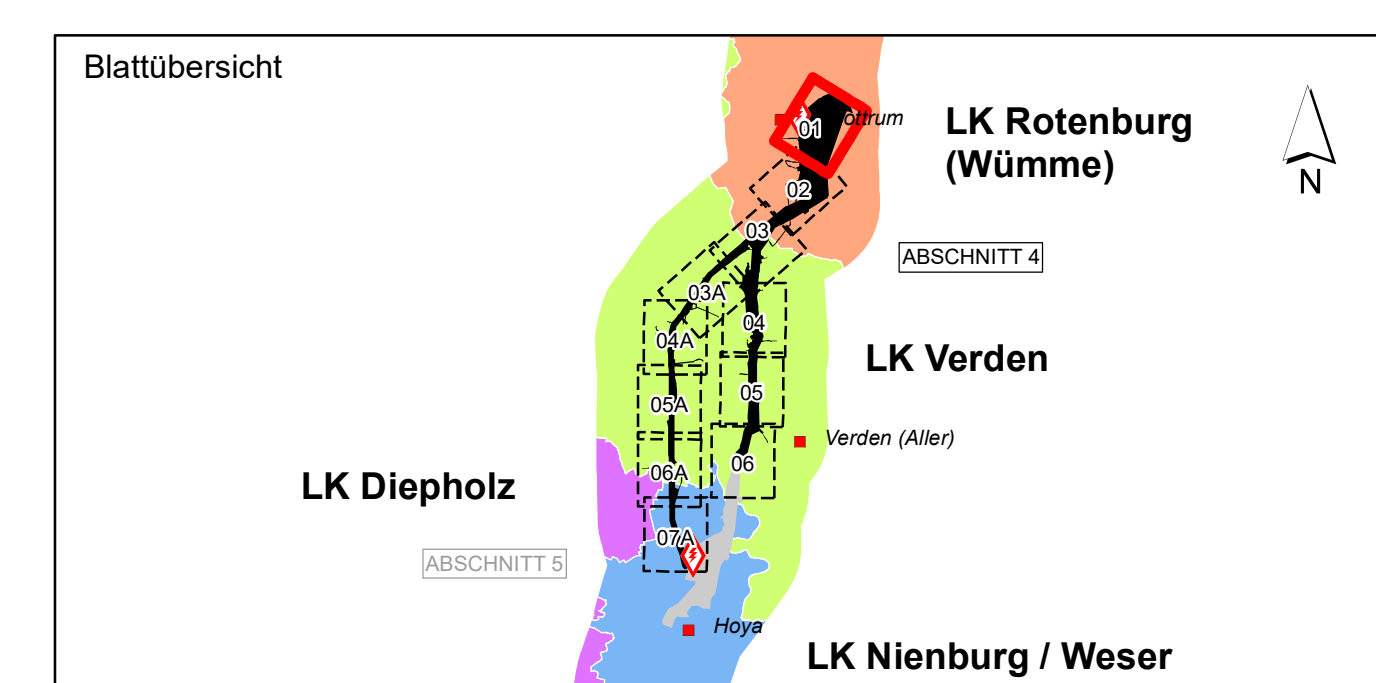 Blattübersicht
LK Rotenburg
(Wümme)
N
01
02
03
ABSCHNITT 4
03A
04
04A
LK Verden
05
05A
Verden (Aller)
06
06A
LK Diepholz
07A
ABSCHNITT 5
Hoya
LK Nienburg / Weser